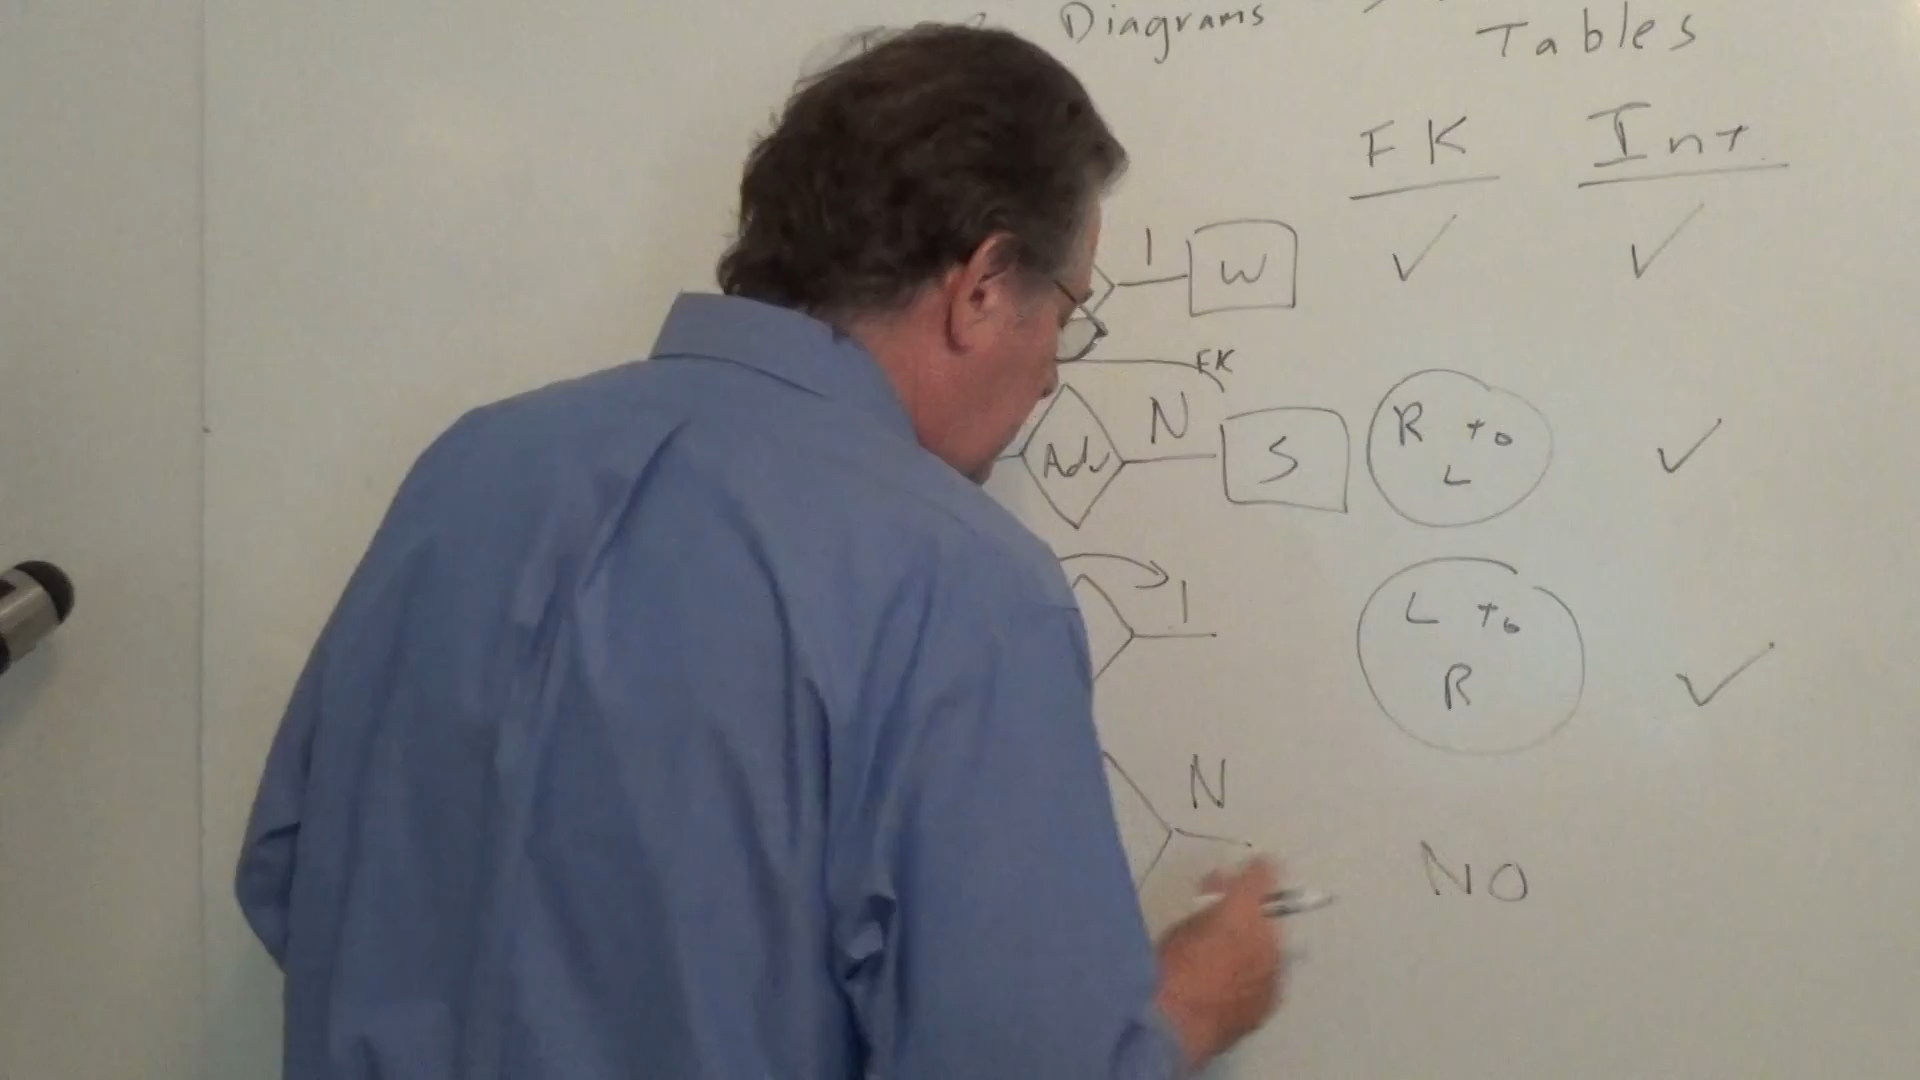 Diagrams
Tables
FK Int.
1 W ✓ ✓
FK
Adv N S R to L ✓
1 L to R ✓
N NO